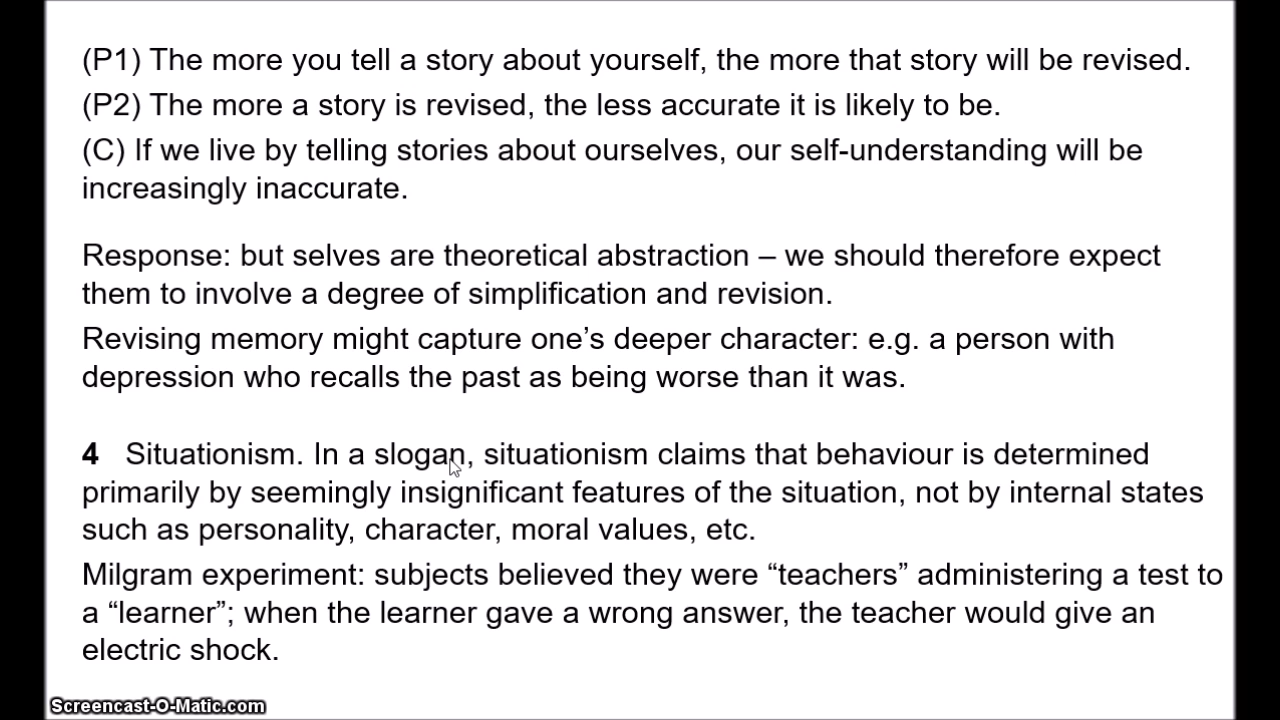 (P1) The more you tell a story about yourself, the more that story will be revised.
(P2) The more a story is revised, the less accurate it is likely to be.
(C) If we live by telling stories about ourselves, our self-understanding will be
increasingly inaccurate.
Response: but selves are theoretical abstraction – we should therefore expect
them to involve a degree of simplification and revision.
Revising memory might capture one’s deeper character: e.g. a person with
depression who recalls the past as being worse than it was.
4 Situationism. In a slogan, situationism claims that behaviour is determined
primarily by seemingly insignificant features of the situation, not by internal states
such as personality, character, moral values, etc.
Milgram experiment: subjects believed they were “teachers” administering a test to
a “learner”; when the learner gave a wrong answer, the teacher would give an
electric shock.
Screencast-O-Matic.com